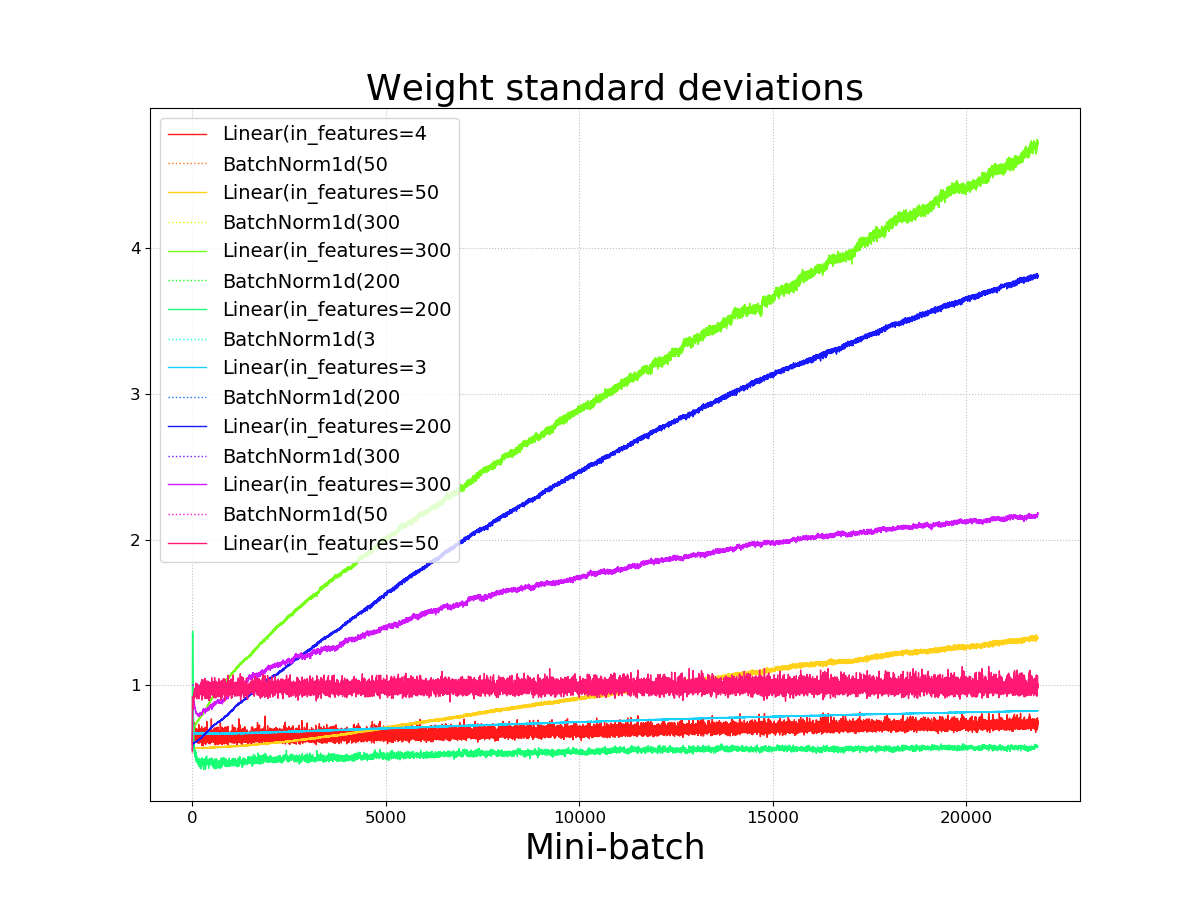 Weight standard deviations
Linear(in_features=4
BatchNorm1d(50
Linear(in_features=50
BatchNorm1d(300
Linear(in_features=300
BatchNorm1d(200
Linear(in_features=200
BatchNorm1d(3
Linear(in_features=3
BatchNorm1d(200
Linear(in_features=200
BatchNorm1d(300
Linear(in_features=300
BatchNorm1d(50
Linear(in_features=50
4
3
2
1
0 5000 10000 15000 20000
Mini-batch